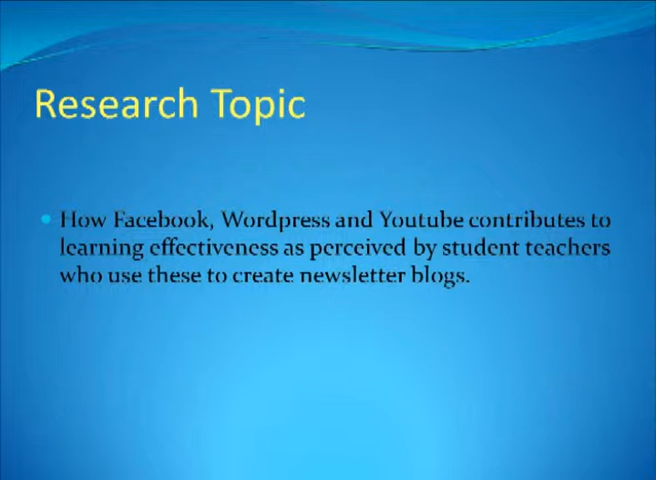 Research Topic
How Facebook, Wordpress and Youtube contributes to
learning effectiveness as perceived by student teachers
who use these to create newsletter blogs.